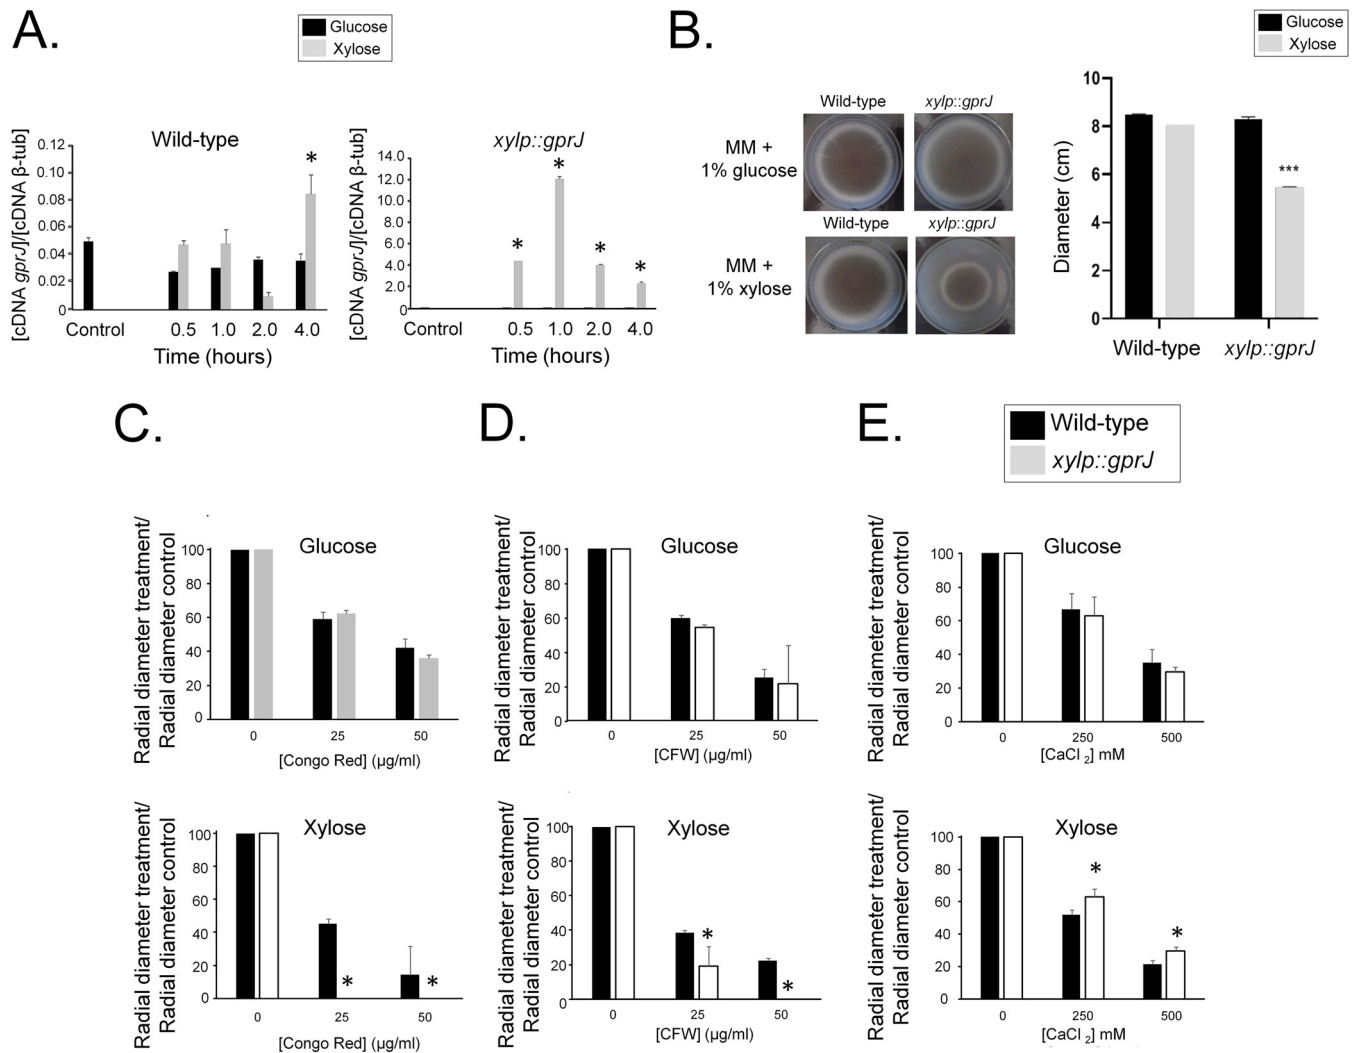 A.
Glucose
Xylose
[cDNA gprJ]/[cDNA β-tub]
Wild-type
0.12
0.10
0.08
0.06
0.04
0.02
0
*
Control
0.5
1.0
2.0
4.0
Time (hours)
[cDNA gprJ]/[cDNA β-tub]
xylp::gprJ
14.0
12.0
10.0
8.0
6.0
4.0
2.0
0
*
*
*
*
Control
0.5
1.0
2.0
4.0
Time (hours)
B.
Glucose
Xylose
Wild-type
xylp::gprJ
MM +
1% glucose
Wild-type
xylp::gprJ
MM +
1% xylose
Diameter (cm)
10
8
6
4
2
0
***
Wild-type
xylp::gprJ
C.
D.
E.
Wild-type
xylp::gprJ
Radial diameter treatment/
Radial diameter control
Glucose
100
80
60
40
20
0
0
25
50
[Congo Red] (µg/ml)
Radial diameter treatment/
Radial diameter control
Glucose
100
80
60
40
20
0
0
25
50
[CFW] (µg/ml)
Radial diameter treatment/
Radial diameter control
Glucose
100
80
60
40
20
0
0
250
500
[CaCl 2] mM
Radial diameter treatment/
Radial diameter control
Xylose
100
80
60
40
20
0
*
*
0
25
50
[Congo Red] (µg/ml)
Radial diameter treatment/
Radial diameter control
Xylose
100
80
60
40
20
0
*
*
0
25
50
[CFW] (µg/ml)
Radial diameter treatment/
Radial diameter control
Xylose
100
80
60
40
20
0
*
*
0
250
500
[CaCl 2] mM